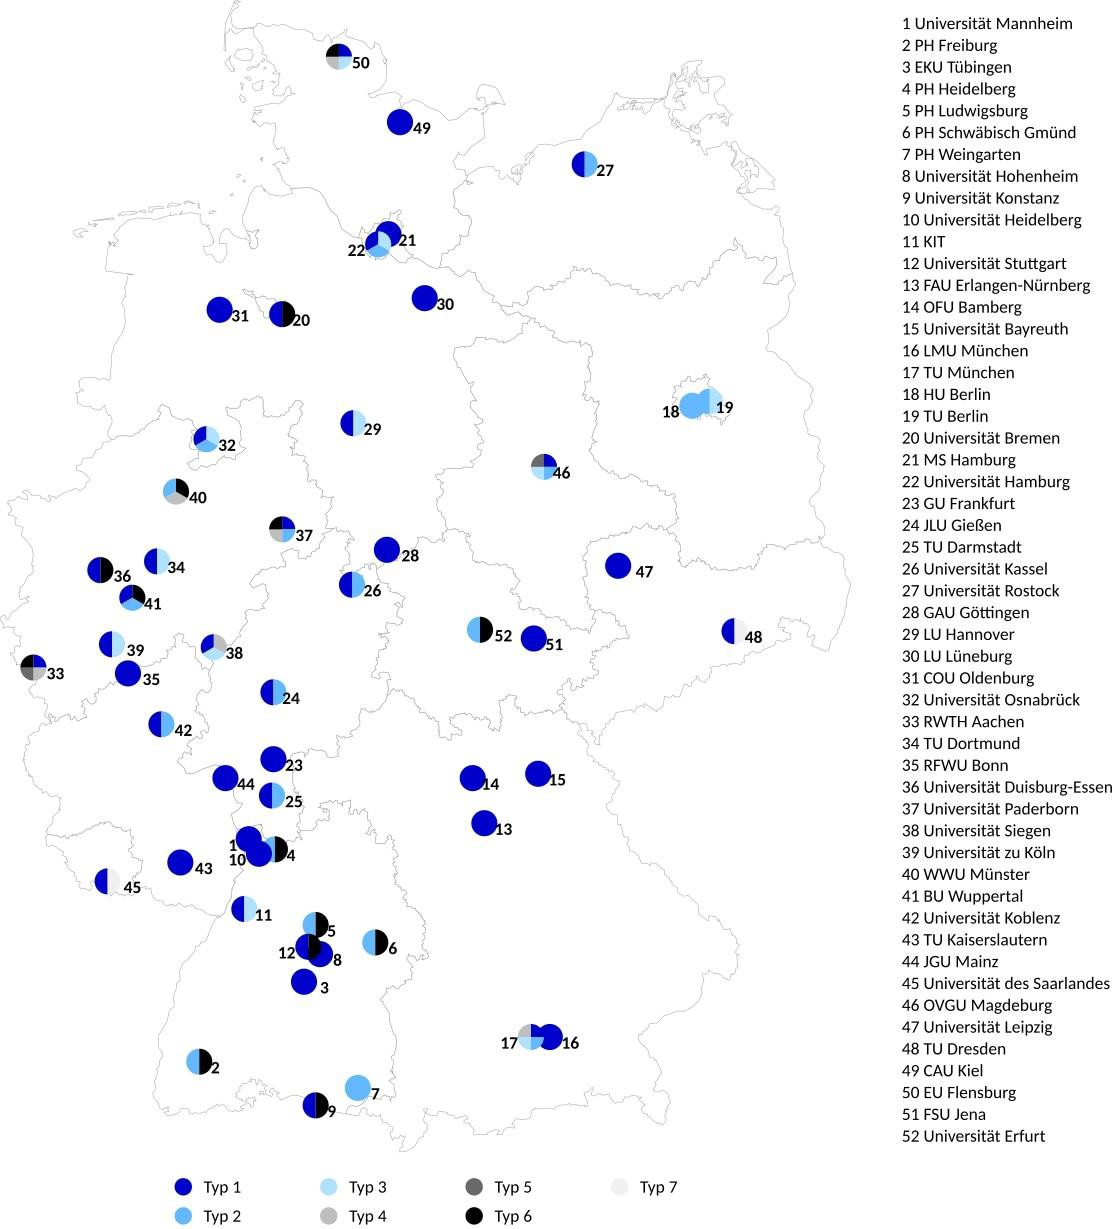 1 Universität Mannheim
2 PH Freiburg
3 EKU Tübingen
4 PH Heidelberg
5 PH Ludwigsburg
6 PH Schwäbisch Gmünd
7 PH Weingarten
8 Universität Hohenheim
9 Universität Konstanz
10 Universität Heidelberg
11 KIT
12 Universität Stuttgart
13 FAU Erlangen-Nürnberg
14 OFU Bamberg
15 Universität Bayreuth
16 LMU München
17 TU München
18 HU Berlin
19 TU Berlin
20 Universität Bremen
21 MS Hamburg
22 Universität Hamburg
23 GU Frankfurt
24 JLU Gießen
25 TU Darmstadt
26 Universität Kassel
27 Universität Rostock
28 GAU Göttingen
29 LU Hannover
30 LU Lüneburg
31 COU Oldenburg
32 Universität Osnabrück
33 RWTH Aachen
34 TU Dortmund
35 RFWU Bonn
36 Universität Duisburg-Essen
37 Universität Paderborn
38 Universität Siegen
39 Universität zu Köln
40 WWU Münster
41 BU Wuppertal
42 Universität Koblenz
43 TU Kaiserslautern
44 JGU Mainz
45 Universität des Saarlandes
46 OVGU Magdeburg
47 Universität Leipzig
48 TU Dresden
49 CAU Kiel
50 EU Flensburg
51 FSU Jena
52 Universität Erfurt
50
49
27
21
22
30
31
20
19
18
29
32
46
40
37
28
34
47
36
26
41
52
48
51
39
38
33
35
24
42
23
15
44
14
25
13
1
4
10
43
45
11
5
6
12
8
3
17
16
2
7
9
Typ 1
Typ 3
Typ 5
Typ 7
Typ 2
Typ 4
Typ 6